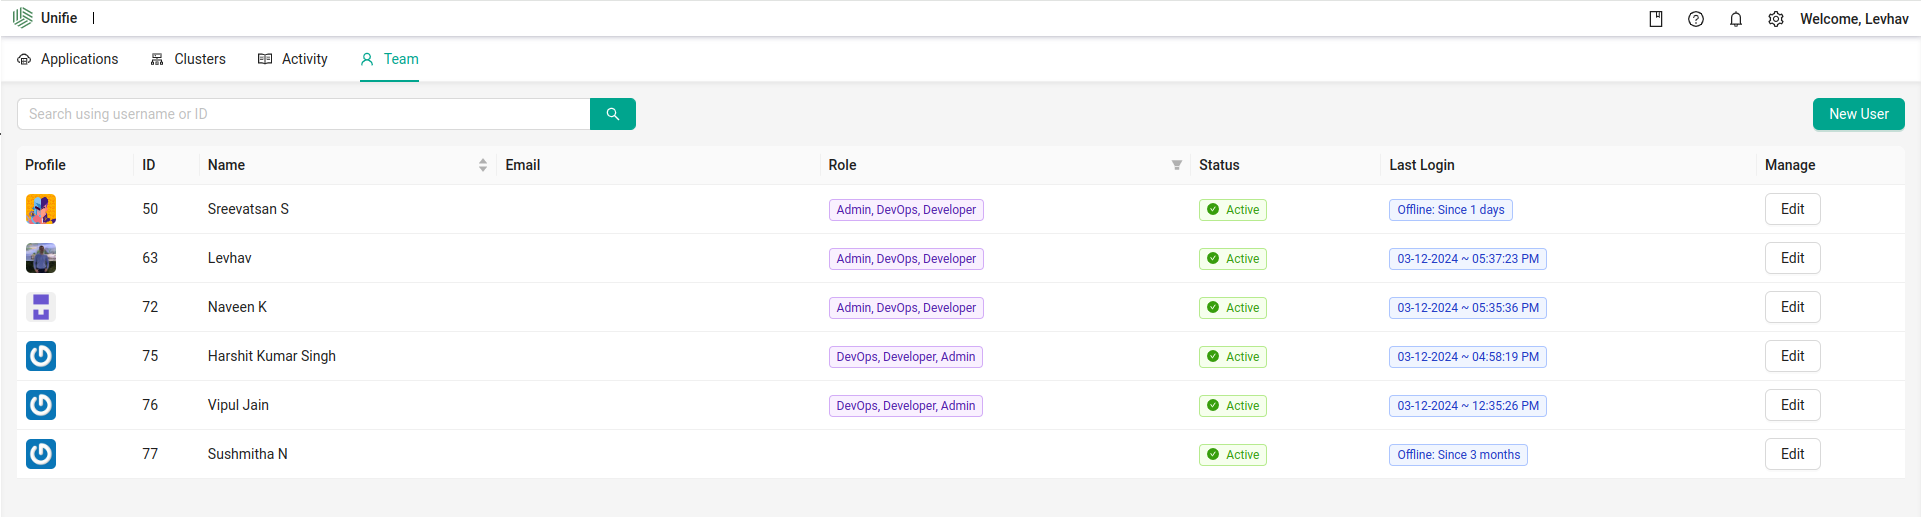 Unifie
Welcome, Levhav
Applications Clusters Activity Team
Search using username or ID
New User
Profile ID Name Email Role Status Last Login Manage
50 Sreevatsan S Admin, DevOps, Developer Active Offline: Since 1 days Edit
63 Levhav Admin, DevOps, Developer Active 03-12-2024 ~ 05:37:23 PM Edit
72 Naveen K Admin, DevOps, Developer Active 03-12-2024 ~ 05:35:36 PM Edit
75 Harshit Kumar Singh DevOps, Developer, Admin Active 03-12-2024 ~ 04:58:19 PM Edit
76 Vipul Jain DevOps, Developer, Admin Active 03-12-2024 ~ 12:35:26 PM Edit
77 Sushmitha N Active Offline: Since 3 months Edit